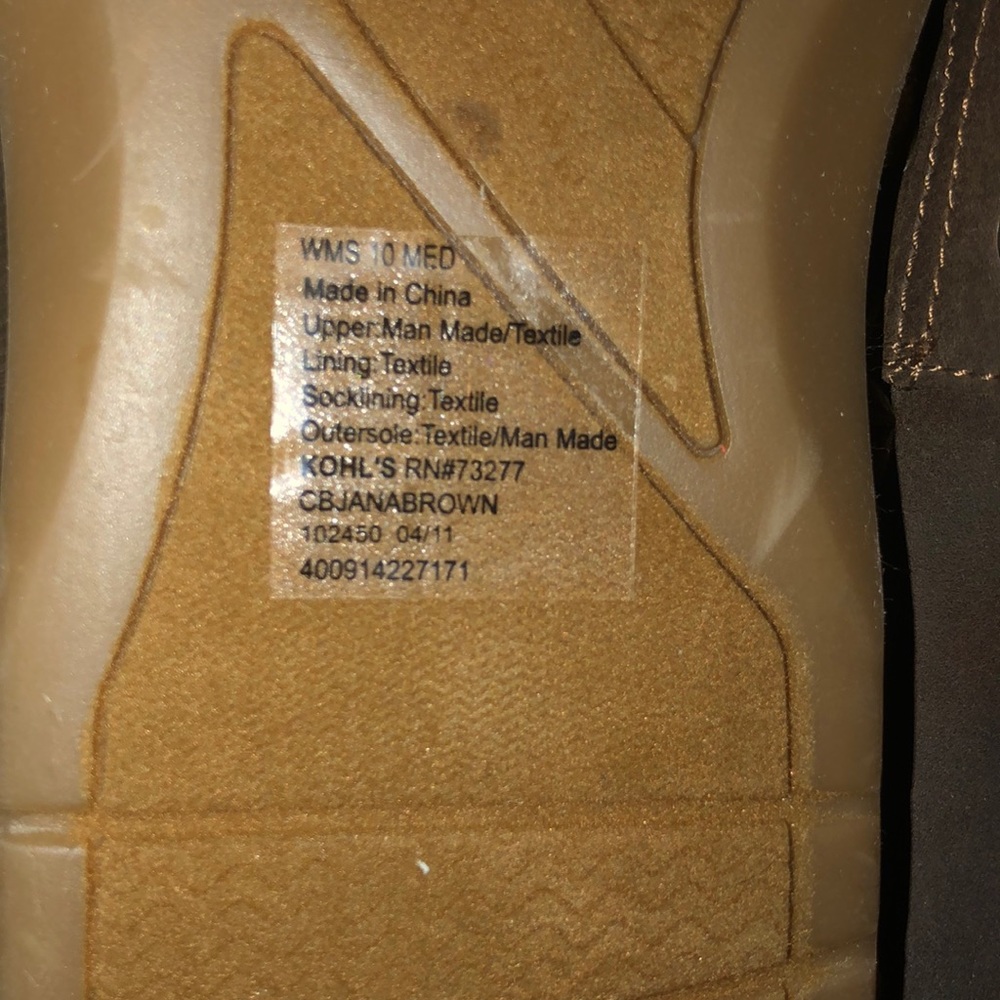 WMS 10 MED
Made in China
Upper:Man Made/Textile
Lining:Textile
Socklining:Textile
Outersole:Textile/Man Made
KOHL'S RN#73277
CBJANABROWN
102450 04/11
400914227171